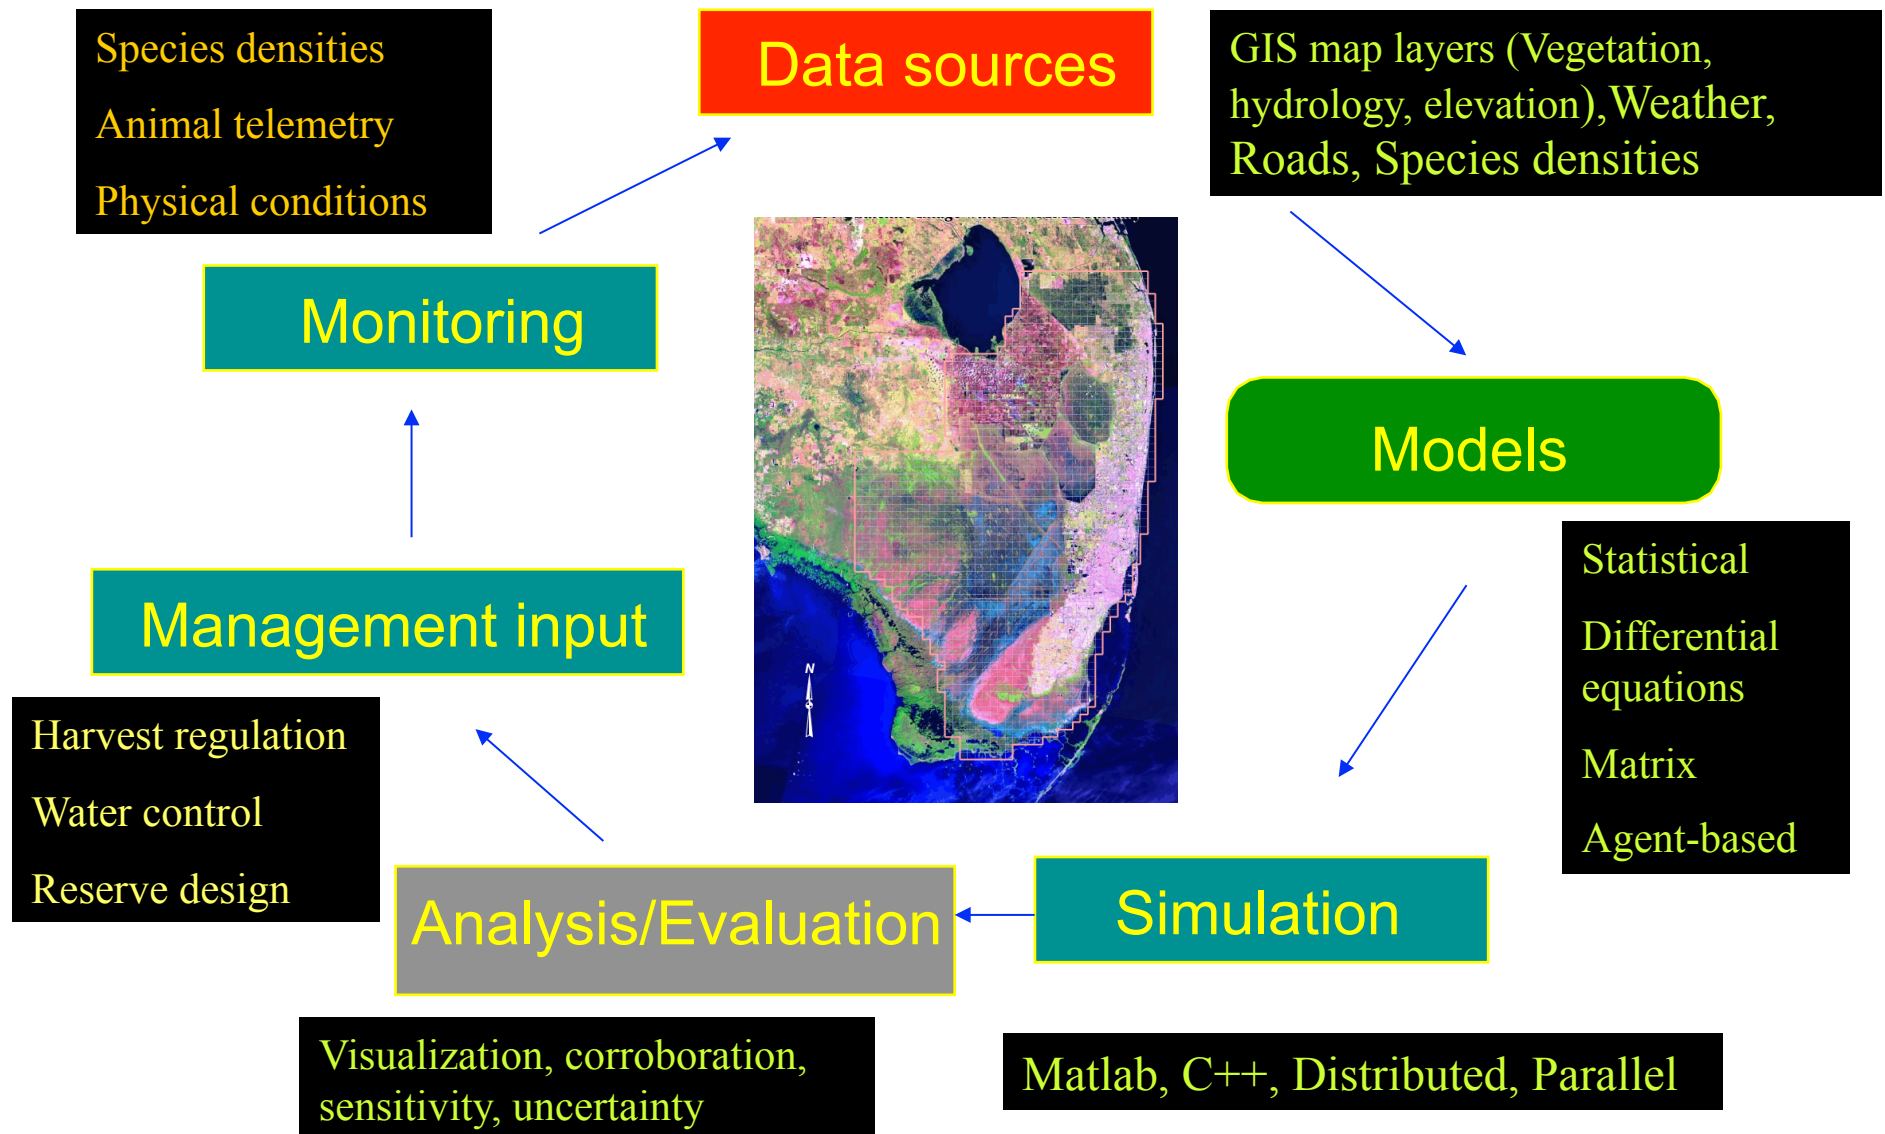 Species densities
Animal telemetry
Physical conditions
Data sources
GIS map layers (Vegetation,
hydrology, elevation),Weather,
Roads, Species densities
Monitoring
Models
Management input
N
Statistical
Differential
equations
Matrix
Agent-based
Harvest regulation
Water control
Reserve design
Analysis/Evaluation
Simulation
Visualization, corroboration,
sensitivity, uncertainty
Matlab, C++, Distributed, Parallel